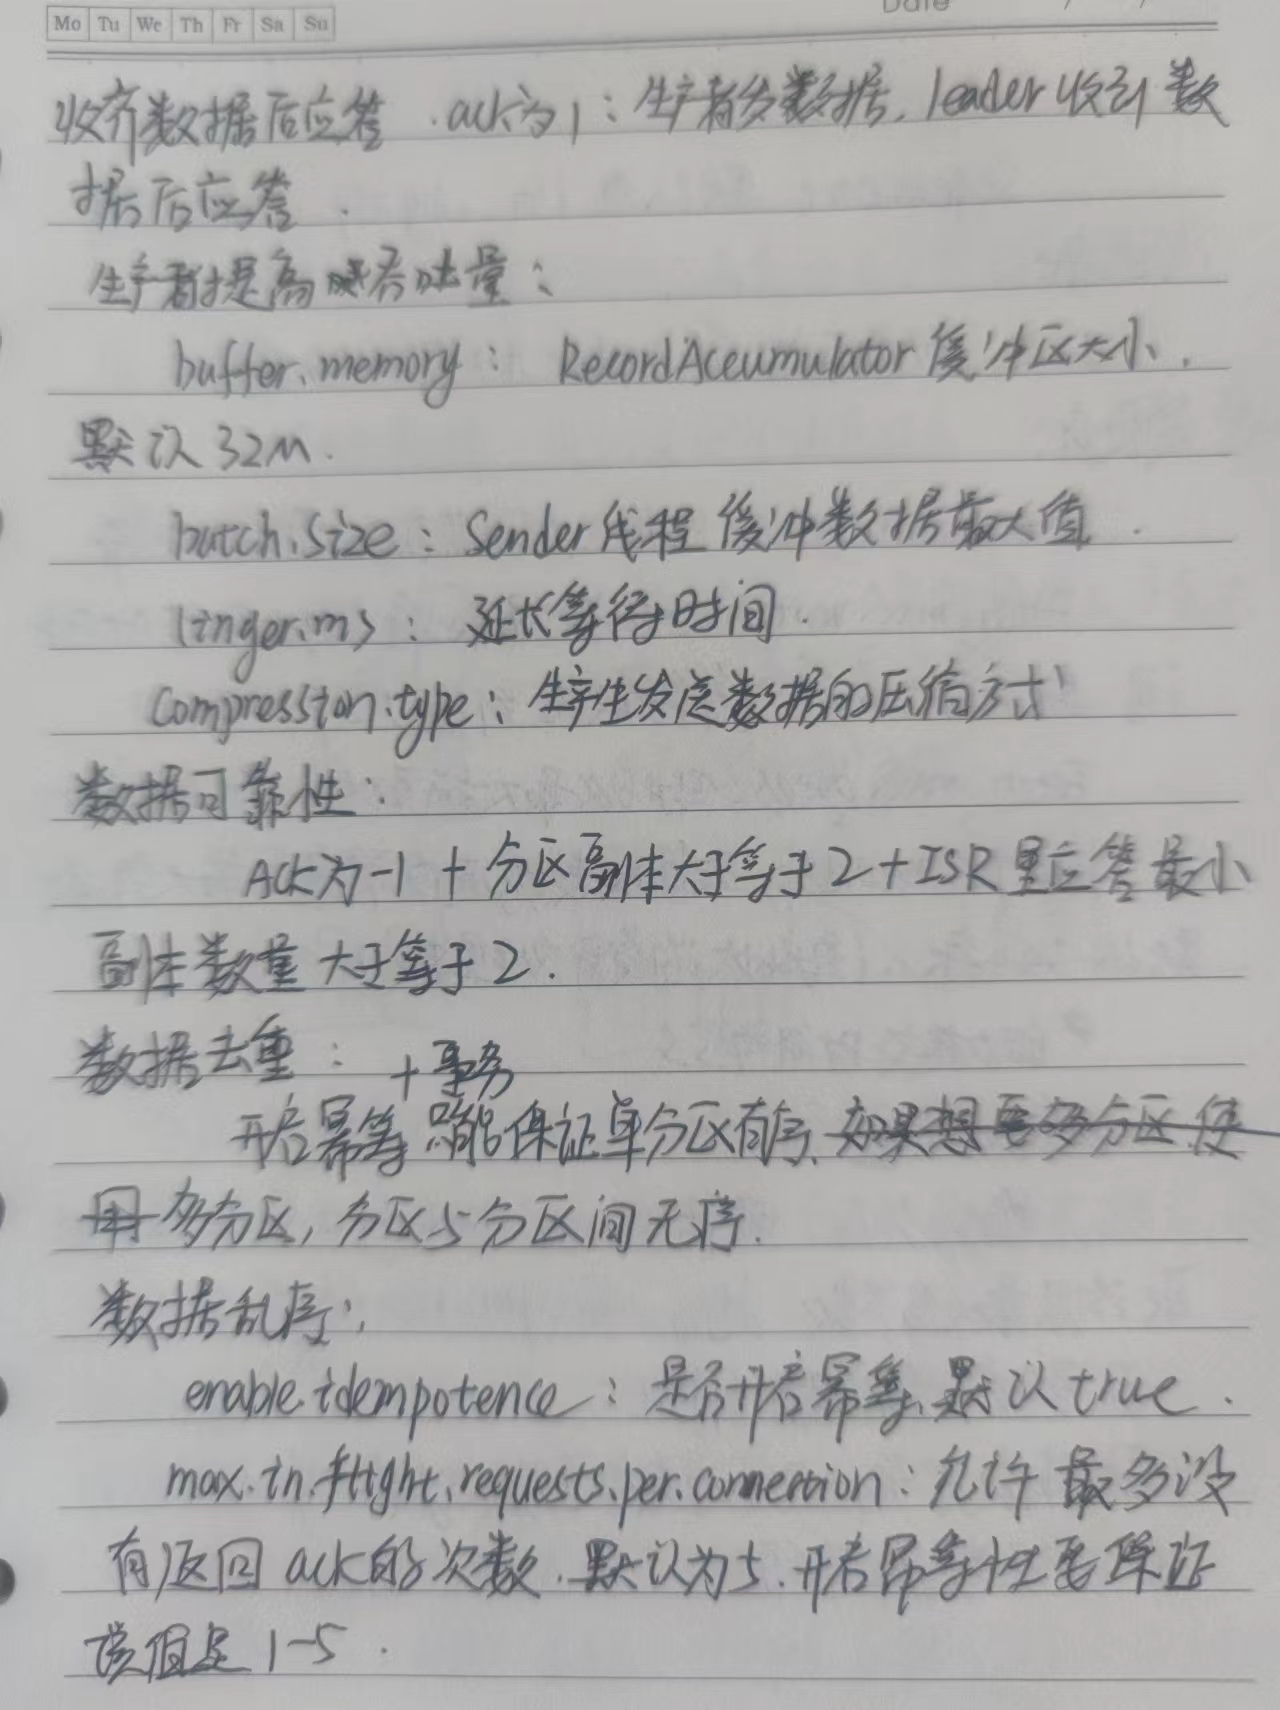 Mo Tu We Th Fr Sa Su
Date / /
收齐数据后应答.ack为1：生产者发数据，leader收到数
据后应答.
生产者提高吞吐量：
buffer.memory： RecordAccumulator缓冲区大小.
默认32M.
batch.size：Sender线程缓冲数据最大值.
linger.ms：延长等待时间.
compression.type：生产生发送数据的压缩方式
数据可靠性：
Ack为-1 + 分区副本大于等于2 + ISR里应答最小
副本数量大于等于2.
数据去重： +事务
开启幂等 只能保证单分区有序，如果想要多分区使
用多分区，分区与分区间无序.
数据乱序：
enable.idempotence：是否开启幂等，默认true.
max.in.flight.requests.per.connection：允许最多没
有返回ack的次数.默认为5.开启幂等性要保证
该值是1-5.